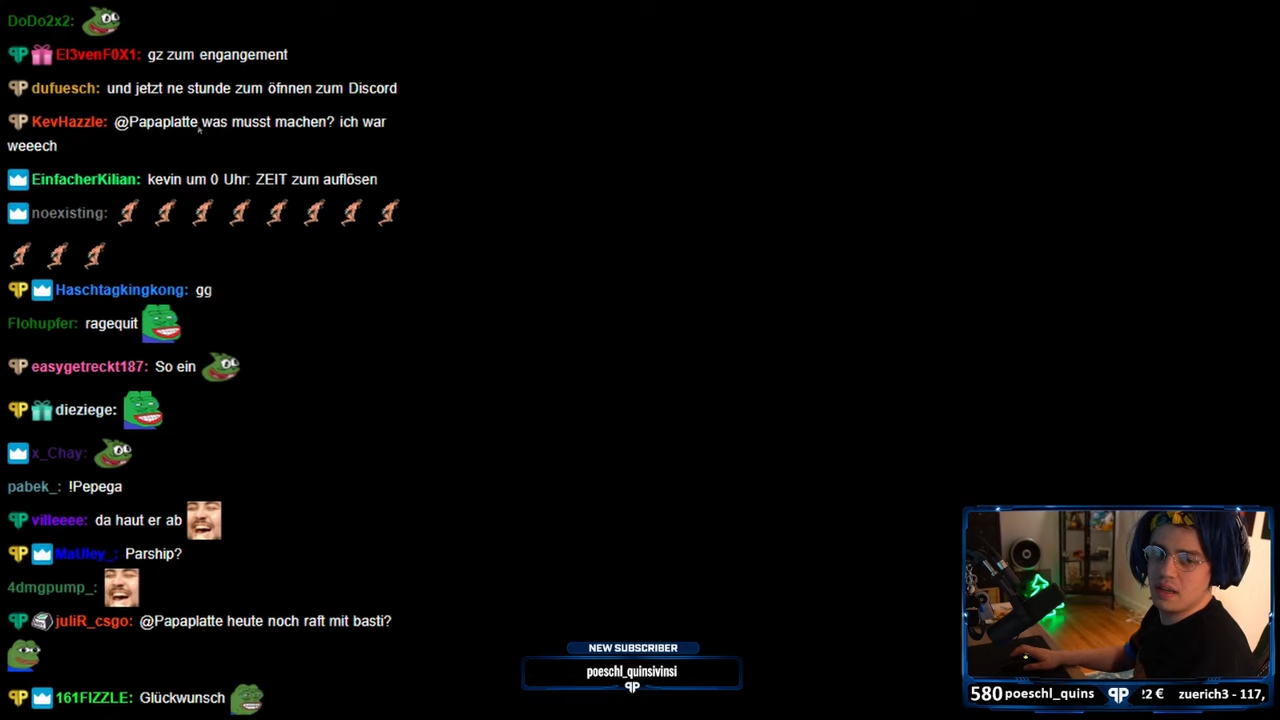 DoDo2x2:
El3venF0X1: gz zum engangement
dufuesch: und jetzt ne stunde zum öfnnen zum Discord
KevHazzle: @Papaplatte was musst machen? ich war
weeech
EinfacherKilian: kevin um 0 Uhr: ZEIT zum auflösen
noexisting:
Haschtagkingkong: gg
Flohupfer: ragequit
easygetreckt187: So ein
dieziege:
x_Chay:
pabek_: !Pepega
villeeee: da haut er ab
MaUley_: Parship?
4dmgpump_:
juliR_csgo: @Papaplatte heute noch raft mit basti?
161FIZZLE: Glückwunsch
NEW SUBSCRIBER
poeschl_quinsivinsi
580 poeschl_quins 22 € zuerich3 - 117,